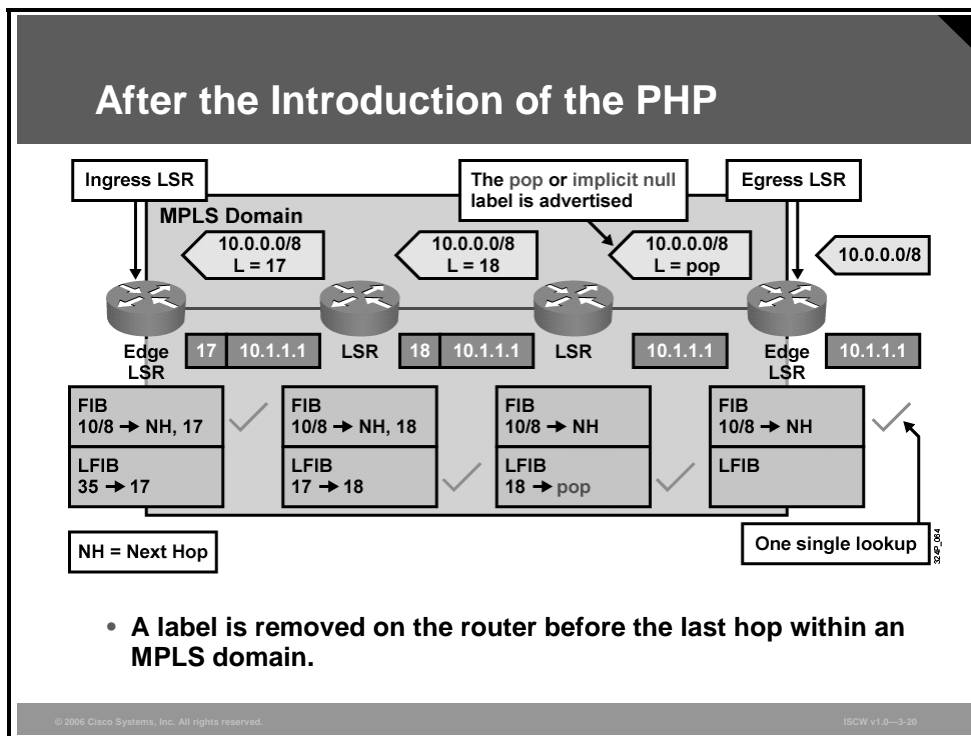 After the Introduction of the PHP
Ingress LSR
The pop or implicit null
label is advertised
Egress LSR
MPLS Domain
10.0.0.0/8
L = 17
10.0.0.0/8
L = 18
10.0.0.0/8
L = pop
10.0.0.0/8
Edge
LSR
17 10.1.1.1
LSR
18 10.1.1.1
LSR
10.1.1.1
Edge
LSR
10.1.1.1
FIB
10/8 → NH, 17
LFIB
35 → 17
FIB
10/8 → NH, 18
LFIB
17 → 18
FIB
10/8 → NH
LFIB
18 → pop
FIB
10/8 → NH
LFIB
NH = Next Hop
One single lookup
324P_064
• A label is removed on the router before the last hop within an
MPLS domain.
© 2006 Cisco Systems, Inc. All rights reserved.
ISCW v1.0—3-20